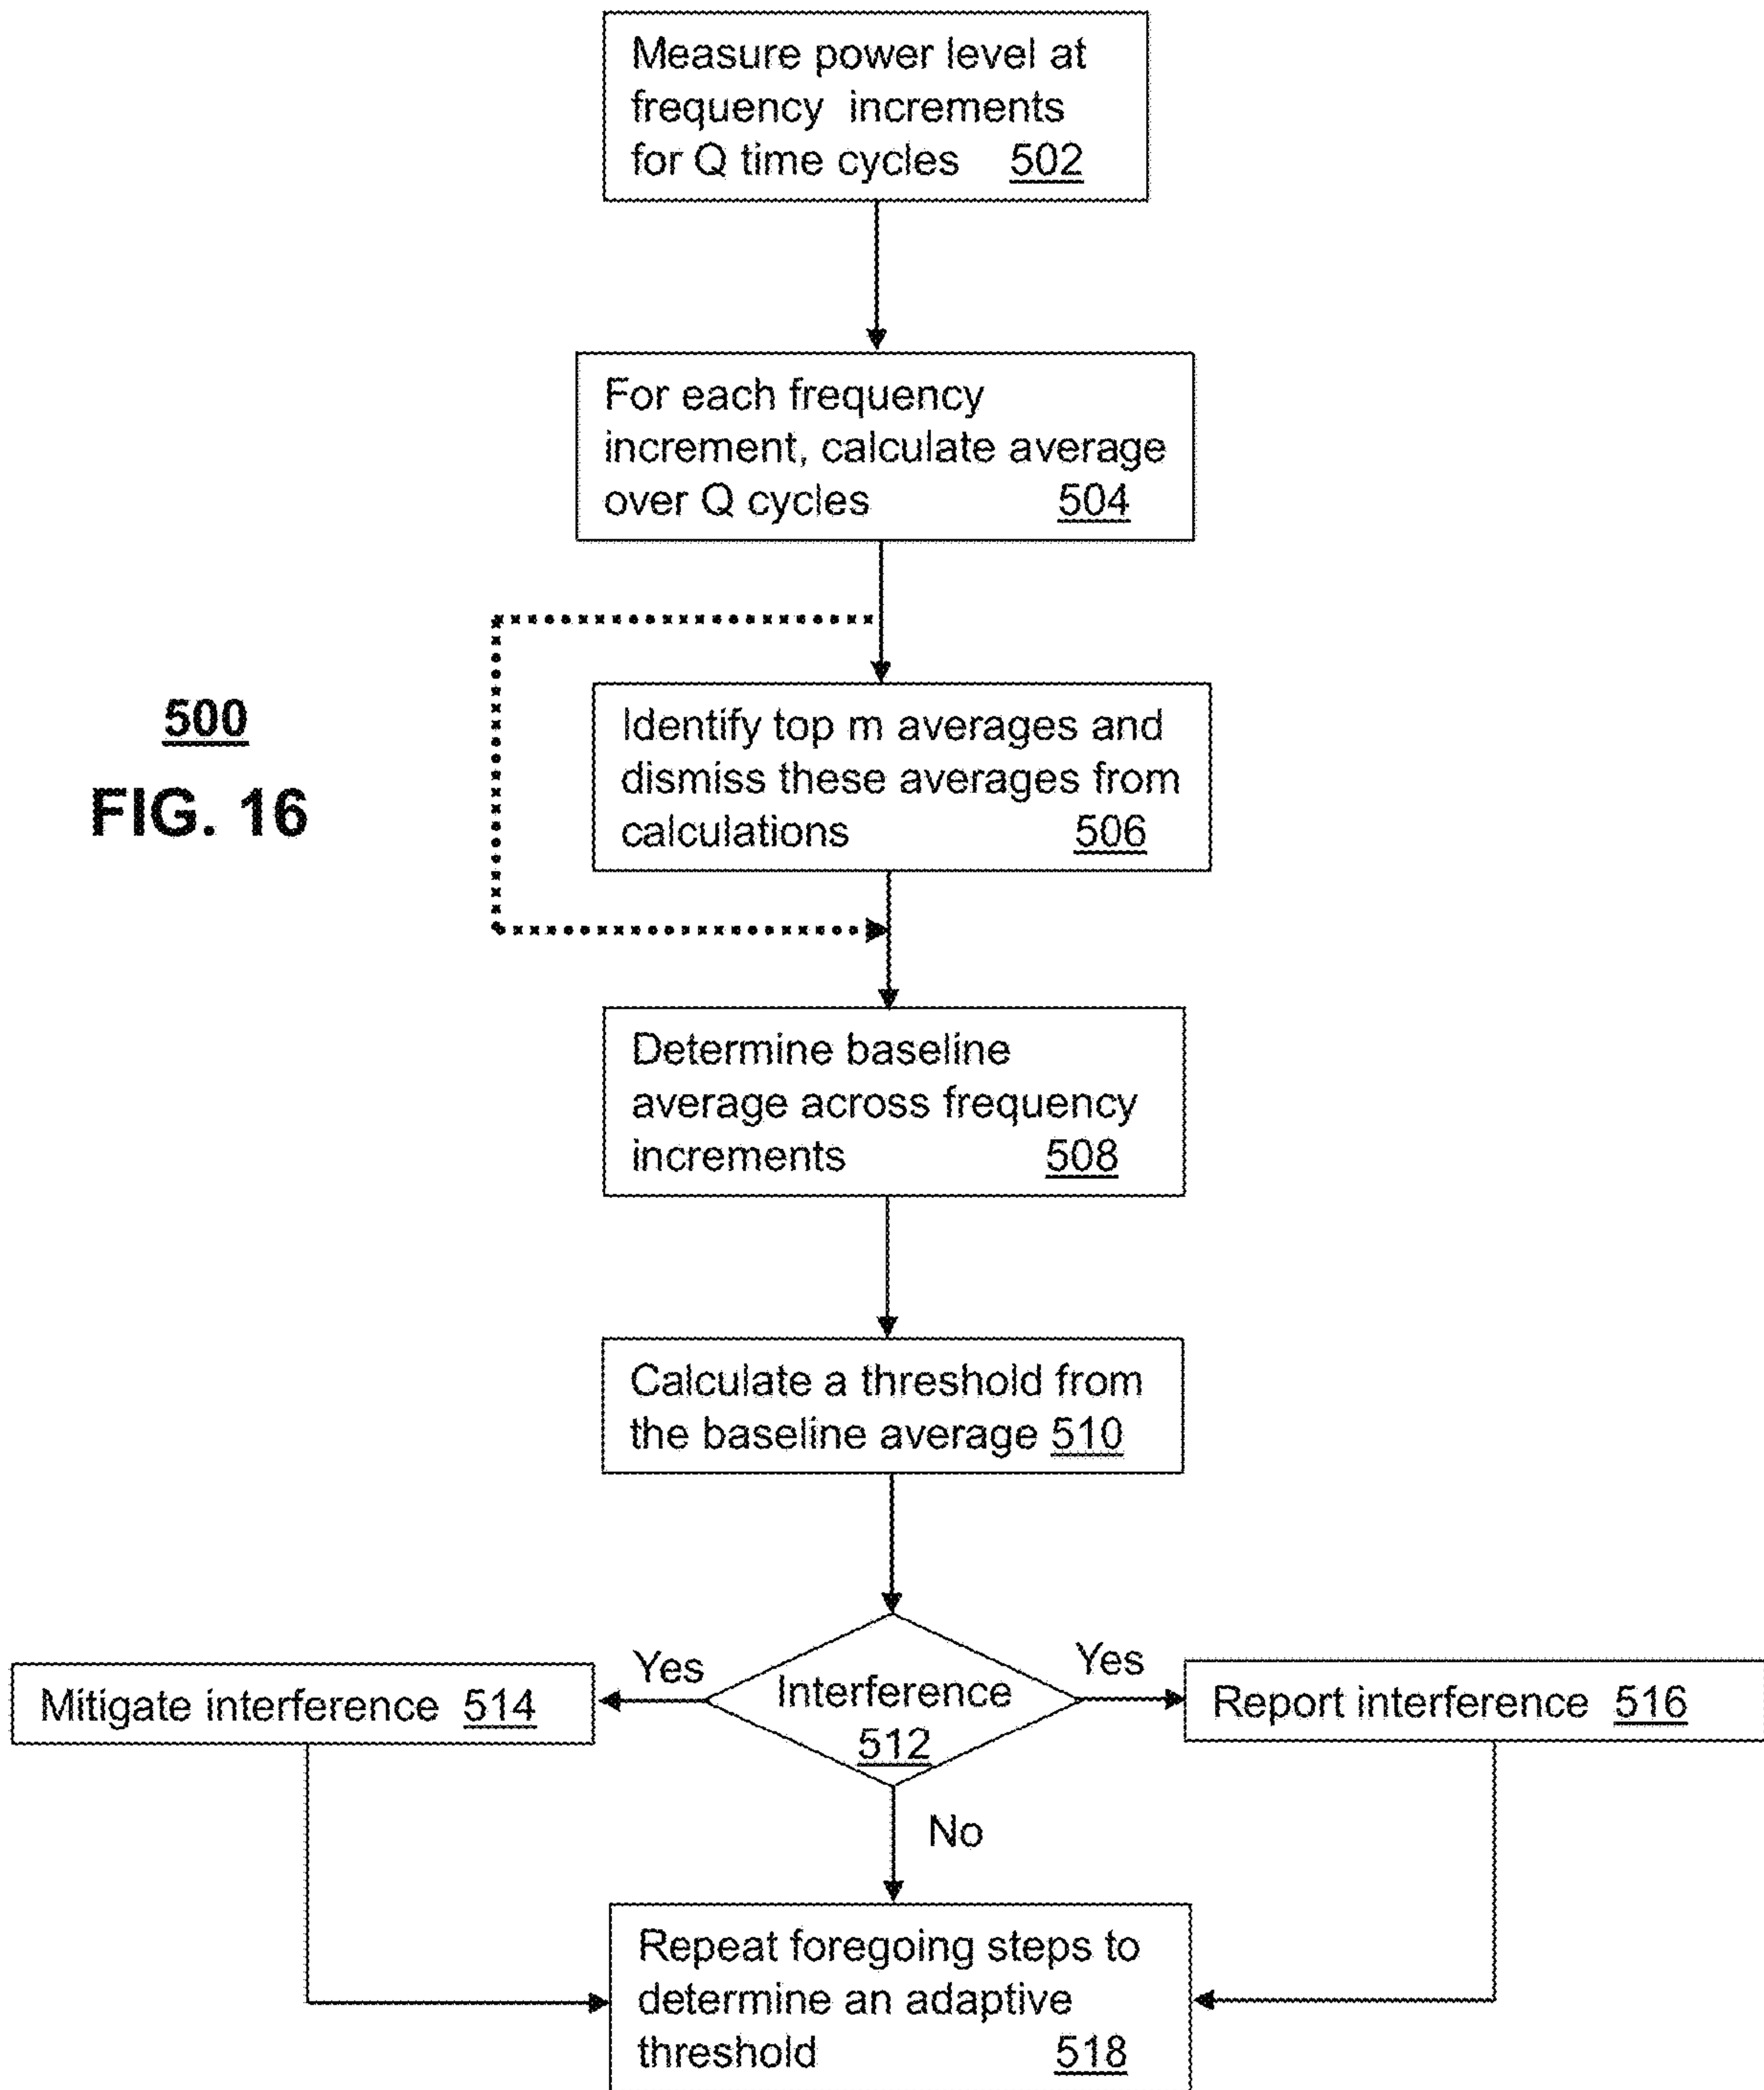 Measure power level at
frequency increments
for Q time cycles 502
For each frequency
increment, calculate average
over Q cycles 504
500
FIG. 16
Identify top m averages and
dismiss these averages from
calculations 506
Determine baseline
average across frequency
increments 508
Calculate a threshold from
the baseline average 510
Yes
Yes
Mitigate interference 514
Interference
512
Report interference 516
No
Repeat foregoing steps to
determine an adaptive
threshold 518